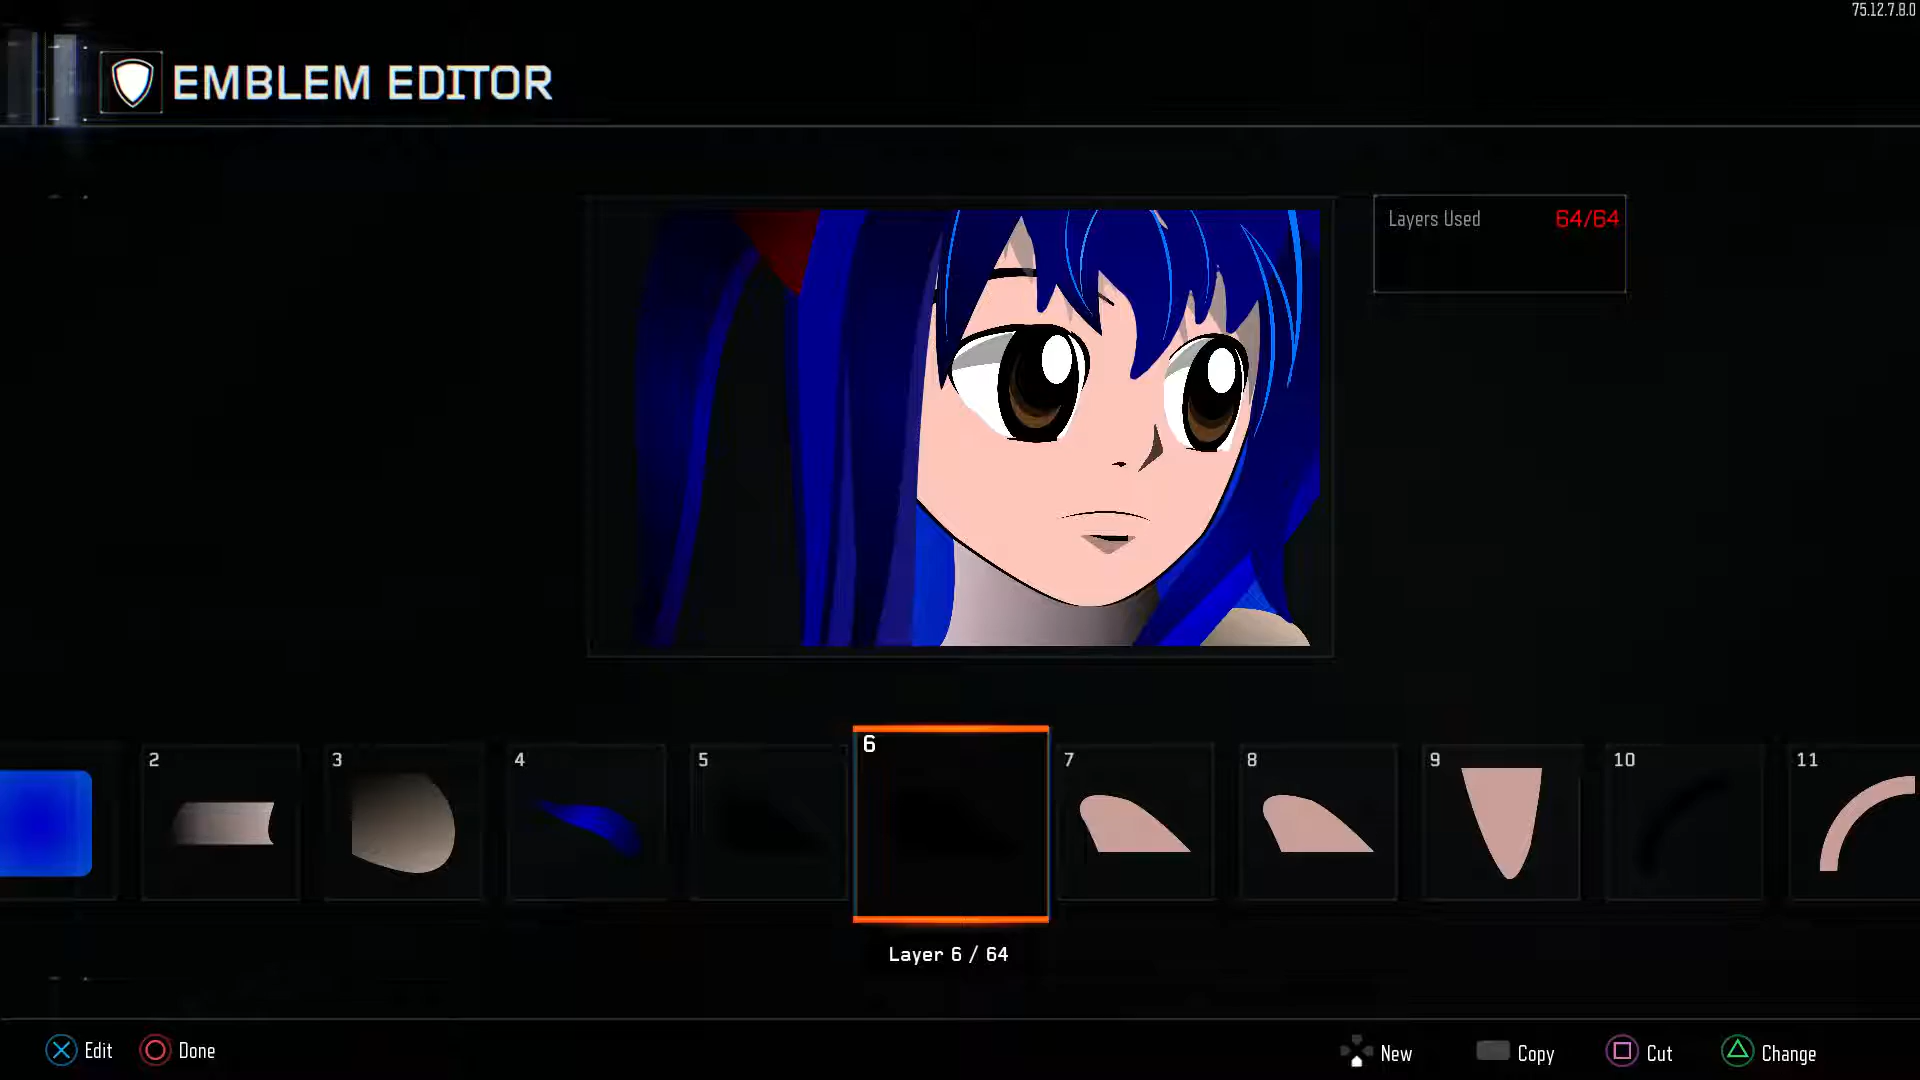 75.12.7.8.0
EMBLEM EDITOR
Layers Used 64/64
2 3 4 5 6 7 8 9 10 11
Layer 6 / 64
Edit Done New Copy Cut Change